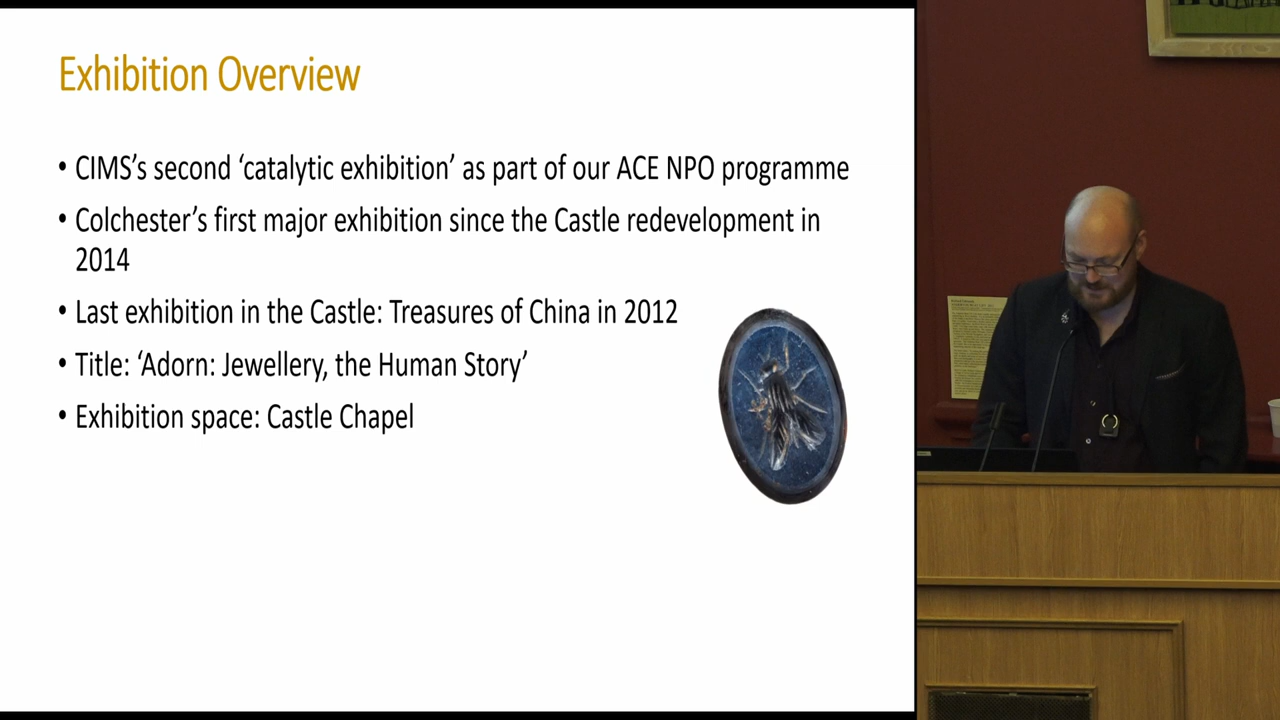 Exhibition Overview
• CIMS’s second ‘catalytic exhibition’ as part of our ACE NPO programme
• Colchester’s first major exhibition since the Castle redevelopment in
2014
• Last exhibition in the Castle: Treasures of China in 2012
• Title: ‘Adorn: Jewellery, the Human Story’
• Exhibition space: Castle Chapel